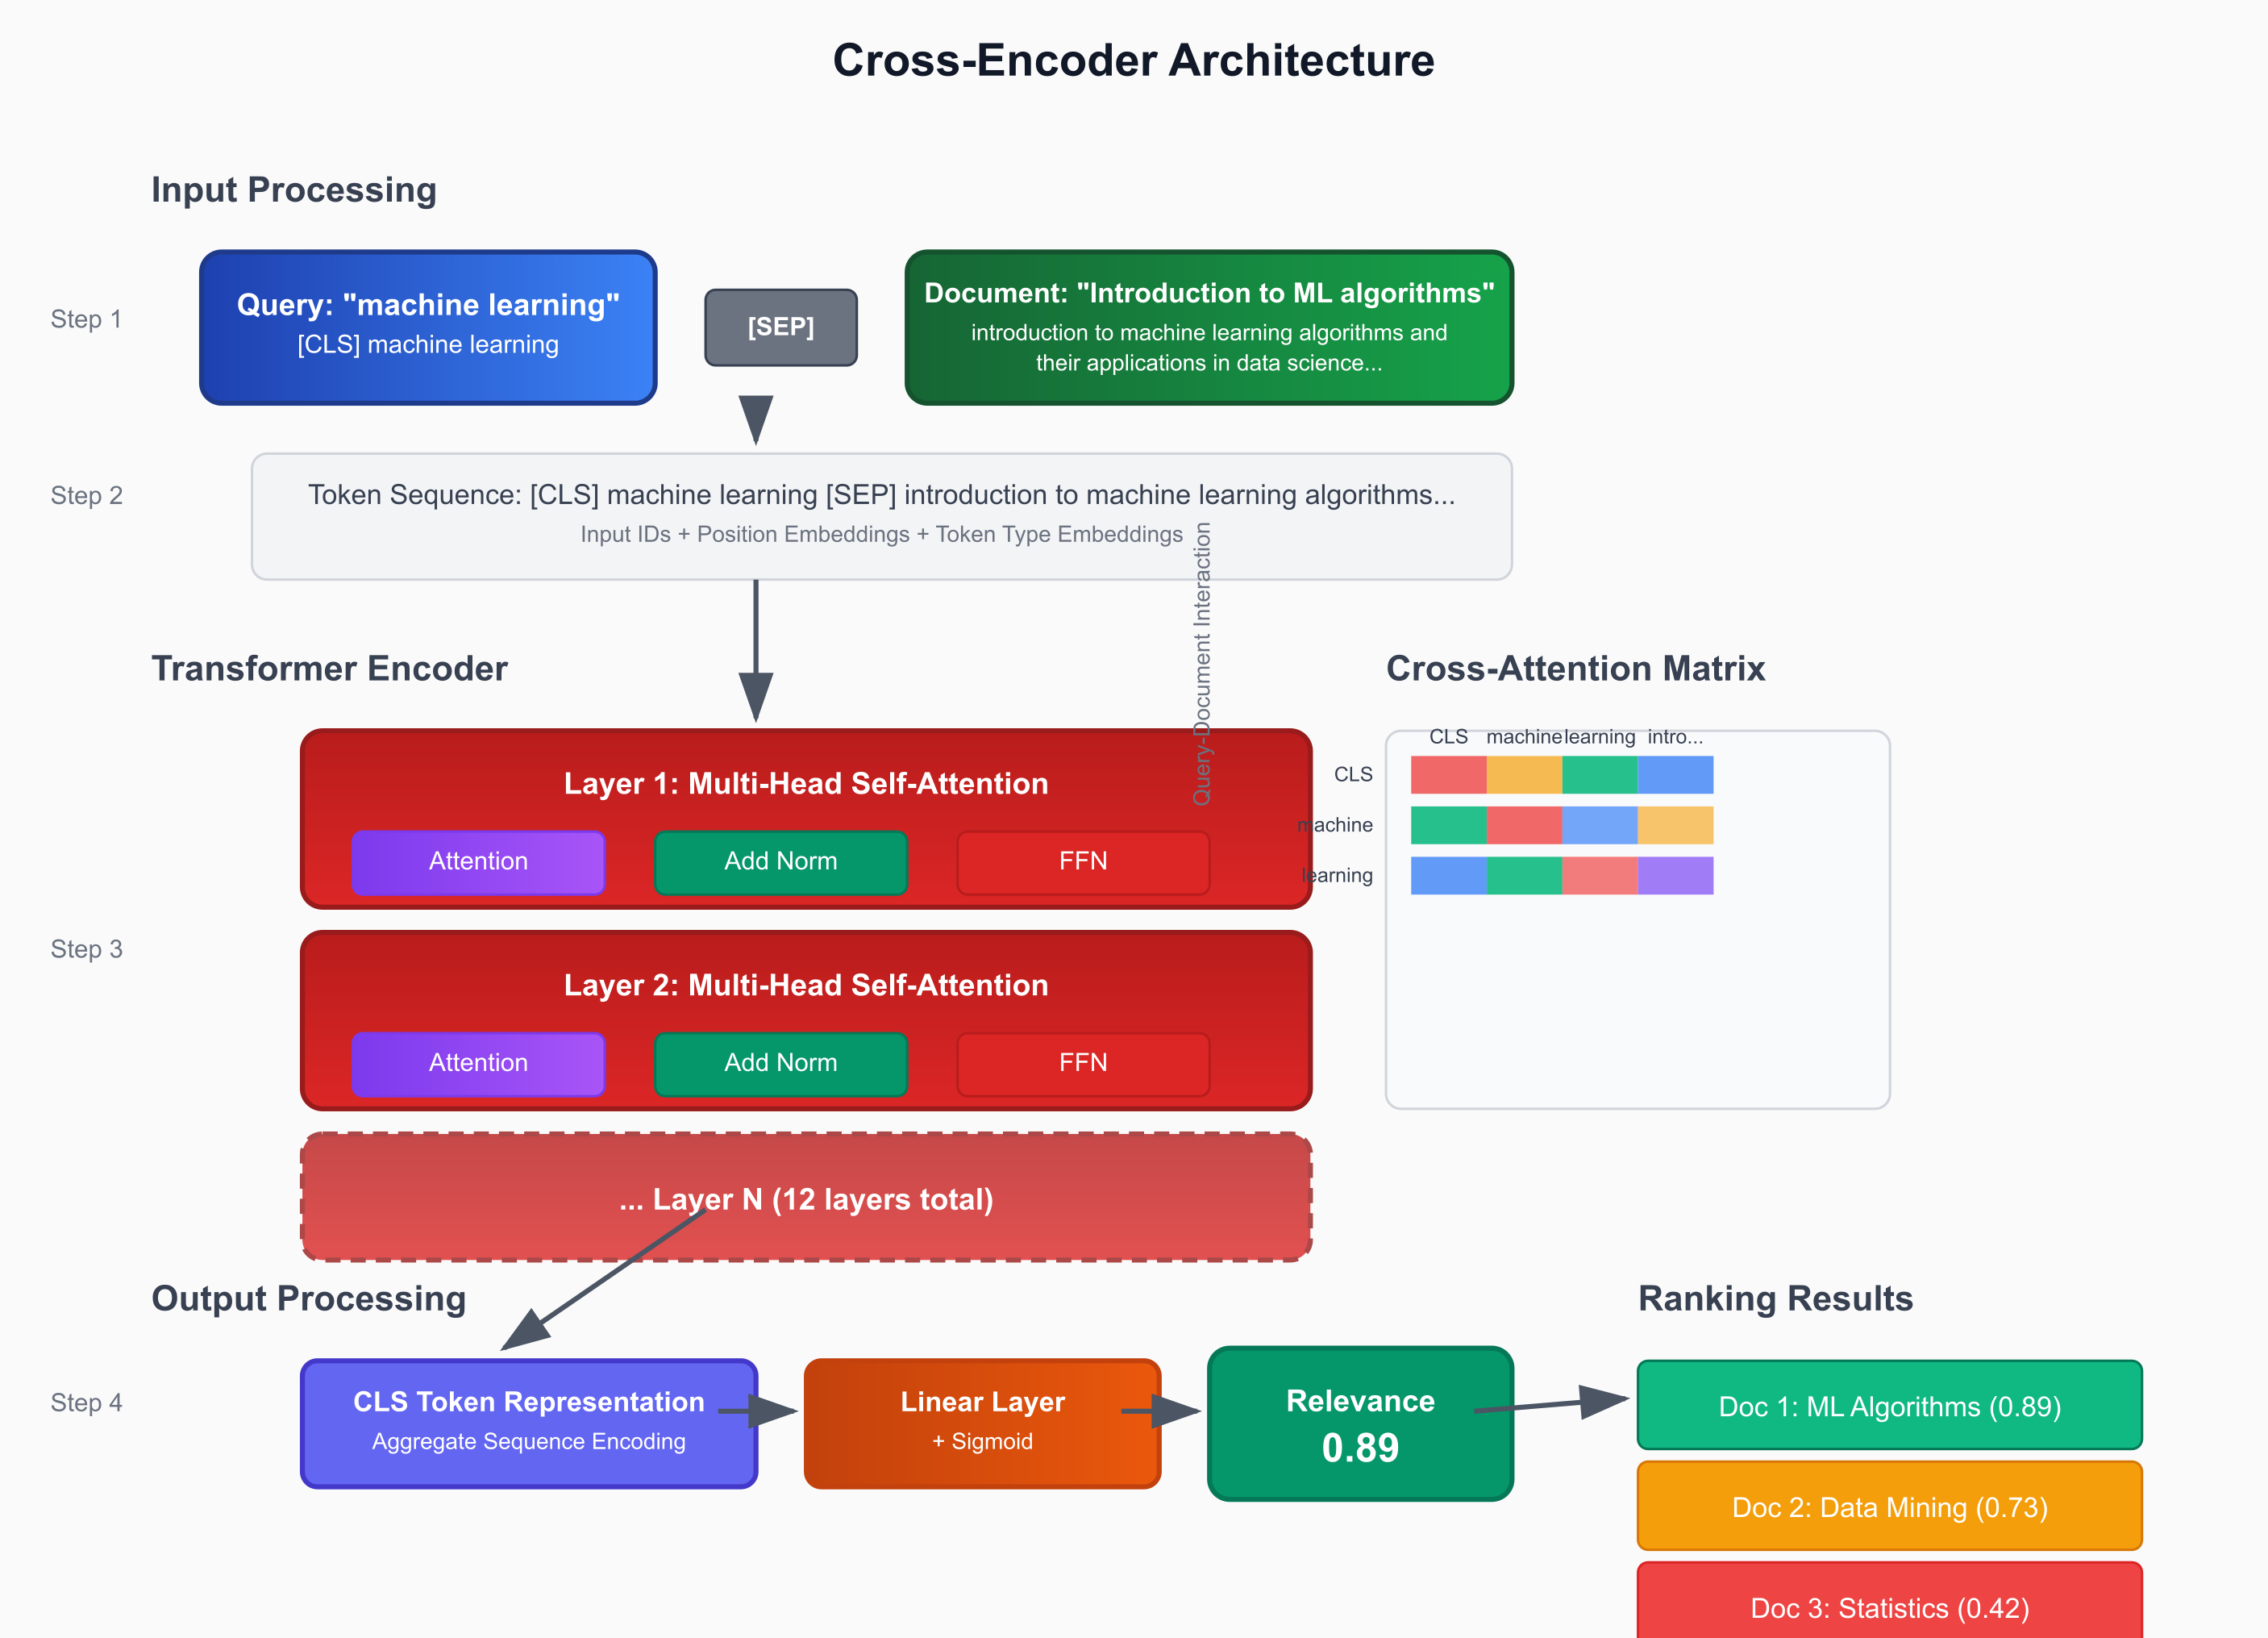 Cross-Encoder Architecture
Input Processing
Step 1
Query: "machine learning"
[CLS] machine learning
[SEP]
Document: "Introduction to ML algorithms"
introduction to machine learning algorithms and
their applications in data science...
Step 2
Token Sequence: [CLS] machine learning [SEP] introduction to machine learning algorithms...
Input IDs + Position Embeddings + Token Type Embeddings
Query-Document Interaction
Transformer Encoder
Step 3
Layer 1: Multi-Head Self-Attention
Attention
Add Norm
FFN
Layer 2: Multi-Head Self-Attention
Attention
Add Norm
FFN
... Layer N (12 layers total)
Cross-Attention Matrix
CLS machine learning intro...
CLS
machine
learning
Output Processing
Step 4
CLS Token Representation
Aggregate Sequence Encoding
Linear Layer
+ Sigmoid
Relevance
0.89
Ranking Results
Doc 1: ML Algorithms (0.89)
Doc 2: Data Mining (0.73)
Doc 3: Statistics (0.42)